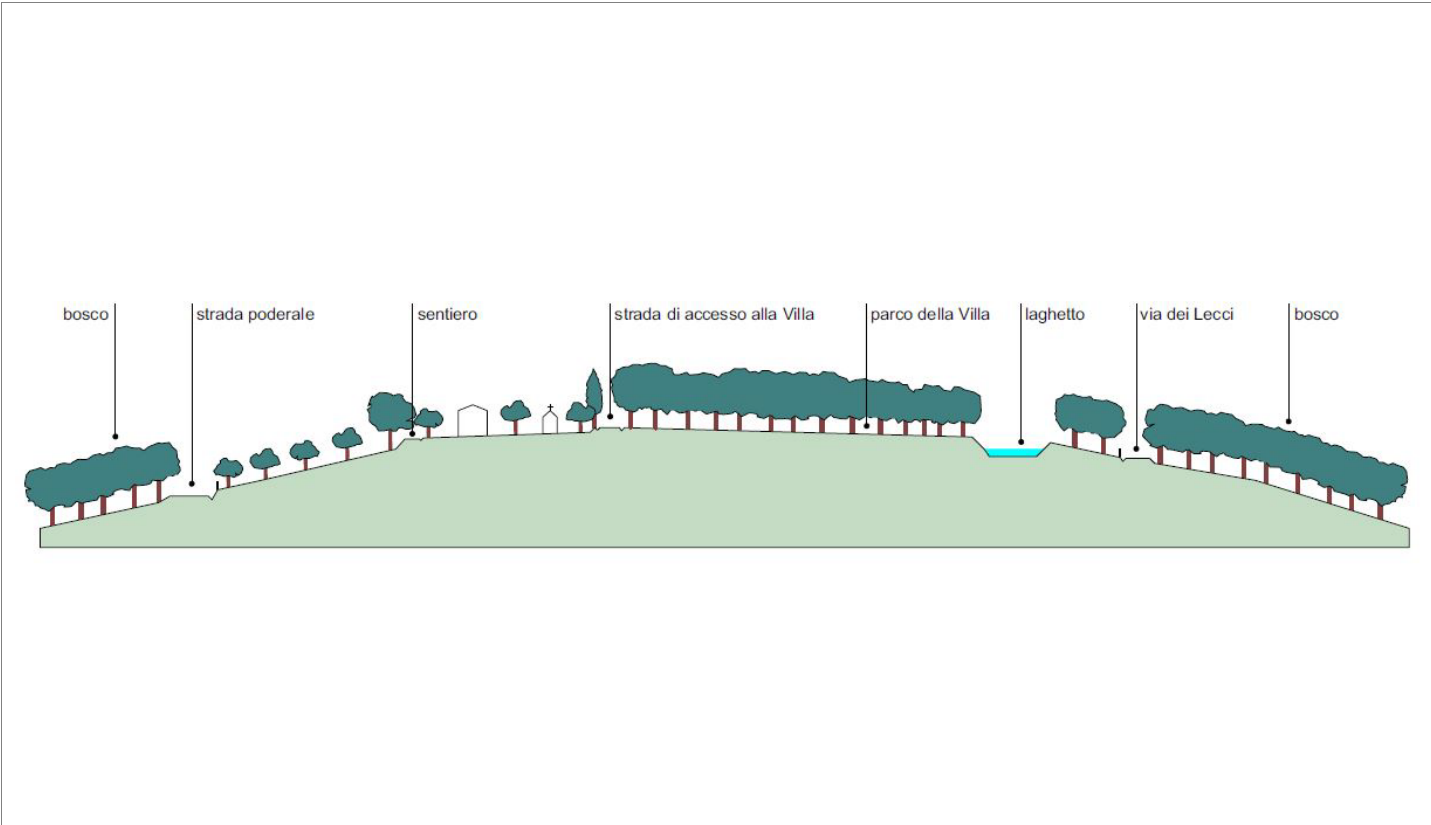 bosco
strada poderale
sentiero
strada di accesso alla Villa
parco della Villa
laghetto
via dei Lecci
bosco